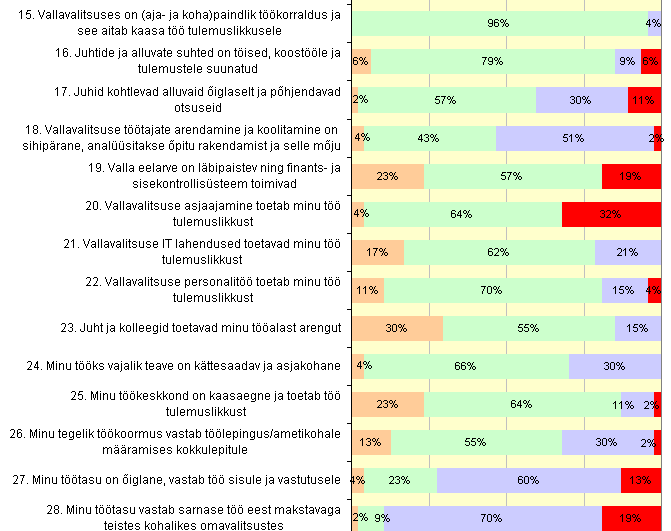 15. Vallavalitsuses on (aja- ja koha)paindlik töökorraldus ja
see aitab kaasa töö tulemuslikkusele
96% 4%
16. Juhtide ja alluvate suhted on töised, koostööle ja
tulemustele suunatud
6% 79% 9% 6%
17. Juhid kohtlevad alluvaid õiglaselt ja põhjendavad
otsuseid
2% 57% 30% 11%
18. Vallavalitsuse töötajate arendamine ja koolitamine on
sihipärane, analüüsitakse õpitu rakendamist ja selle mõju
4% 43% 51% 2%
19. Valla eelarve on läbipaistev ning finants- ja
sisekontrollisüsteem toimivad
23% 57% 19%
20. Vallavalitsuse asjaajamine toetab minu töö
tulemuslikkust
4% 64% 32%
21. Vallavalitsuse IT lahendused toetavad minu töö
tulemuslikkust
17% 62% 21%
22. Vallavalitsuse personalitöö toetab minu töö
tulemuslikkust
11% 70% 15% 4%
23. Juht ja kolleegid toetavad minu tööalast arengut
30% 55% 15%
24. Minu tööks vajalik teave on kättesaadav ja asjakohane
4% 66% 30%
25. Minu töökeskkond on kaasaegne ja toetab töö
tulemuslikkust
23% 64% 11% 2%
26. Minu tegelik töökoormus vastab töölepingus/ametikohale
määramises kokkulepitule
13% 55% 30% 2%
27. Minu töötasu on õiglane, vastab töö sisule ja vastutusele
4% 23% 60% 13%
28. Minu töötasu vastab sarnase töö eest makstavaga
teistes kohalikes omavalitsustes
2% 9% 70% 19%